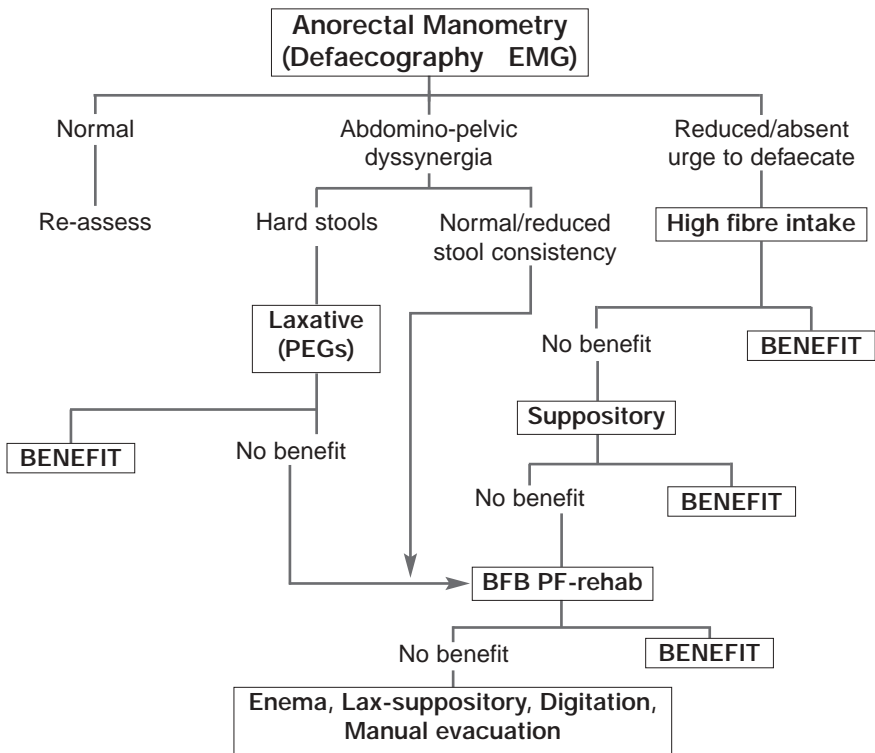 Anorectal Manometry
(Defaecography EMG)
Normal
Abdomino-pelvic
dyssynergia
Reduced/absent
urge to defaecate
Re-assess
Hard stools
Normal/reduced
stool consistency
High fibre intake
Laxative
(PEGs)
No benefit
BENEFIT
Suppository
BENEFIT
No benefit
No benefit
BENEFIT
BFB PF-rehab
No benefit
BENEFIT
Enema, Lax-suppository, Digitation,
Manual evacuation